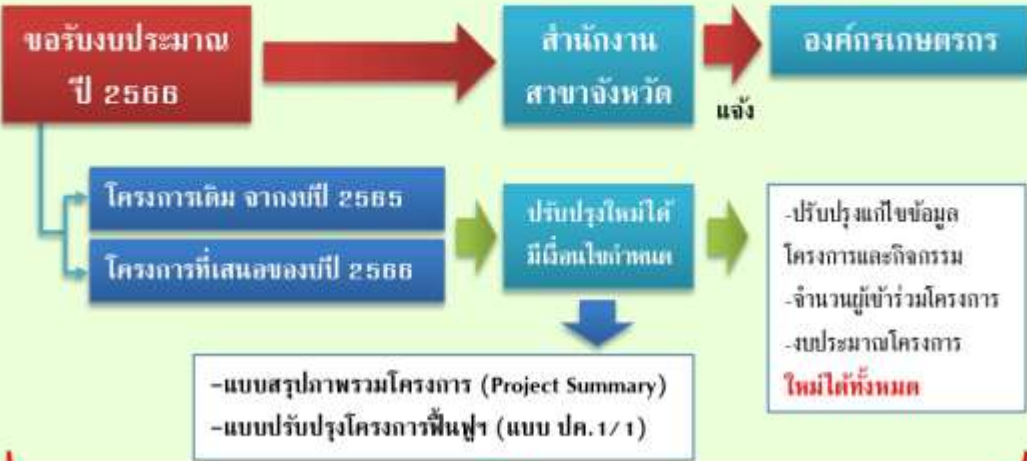 ขอรับงบประมาณ
ปี 2566
สำนักงาน
สาขาจังหวัด
แจ้ง
องค์กรเกษตรกร
โครงการเดิม จากงบปี 2565
โครงการที่เสนอของบปี 2566
ปรับปรุงใหม่ได้
มีเงื่อนไขกำหนด
-ปรับปรุงแก้ไขข้อมูล
โครงการและกิจกรรม
-จำนวนผู้เข้าร่วมโครงการ
-งบประมาณโครงการ
ใหม่ได้ทั้งหมด
-แบบสรุปภาพรวมโครงการ (Project Summary)
-แบบปรับปรุงโครงการฟื้นฟูฯ (แบบ ปค.1/1)